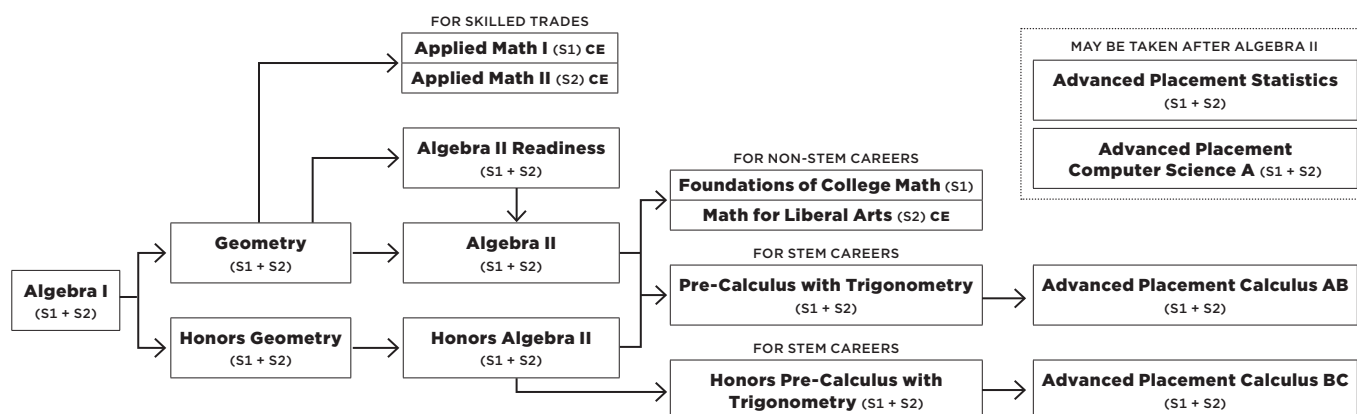 FOR SKILLED TRADES
Applied Math I (S1) CE
Applied Math II (S2) CE
MAY BE TAKEN AFTER ALGEBRA II
Advanced Placement Statistics
(S1 + S2)
Advanced Placement
Computer Science A (S1 + S2)
Algebra II Readiness
(S1 + S2)
FOR NON-STEM CAREERS
Foundations of College Math (S1)
Math for Liberal Arts (S2) CE
Geometry
(S1 + S2)
Algebra II
(S1 + S2)
FOR STEM CAREERS
Pre-Calculus with Trigonometry
(S1 + S2)
Advanced Placement Calculus AB
(S1 + S2)
Algebra I
(S1 + S2)
Honors Geometry
(S1 + S2)
Honors Algebra II
(S1 + S2)
FOR STEM CAREERS
Honors Pre-Calculus with
Trigonometry (S1 + S2)
Advanced Placement Calculus BC
(S1 + S2)